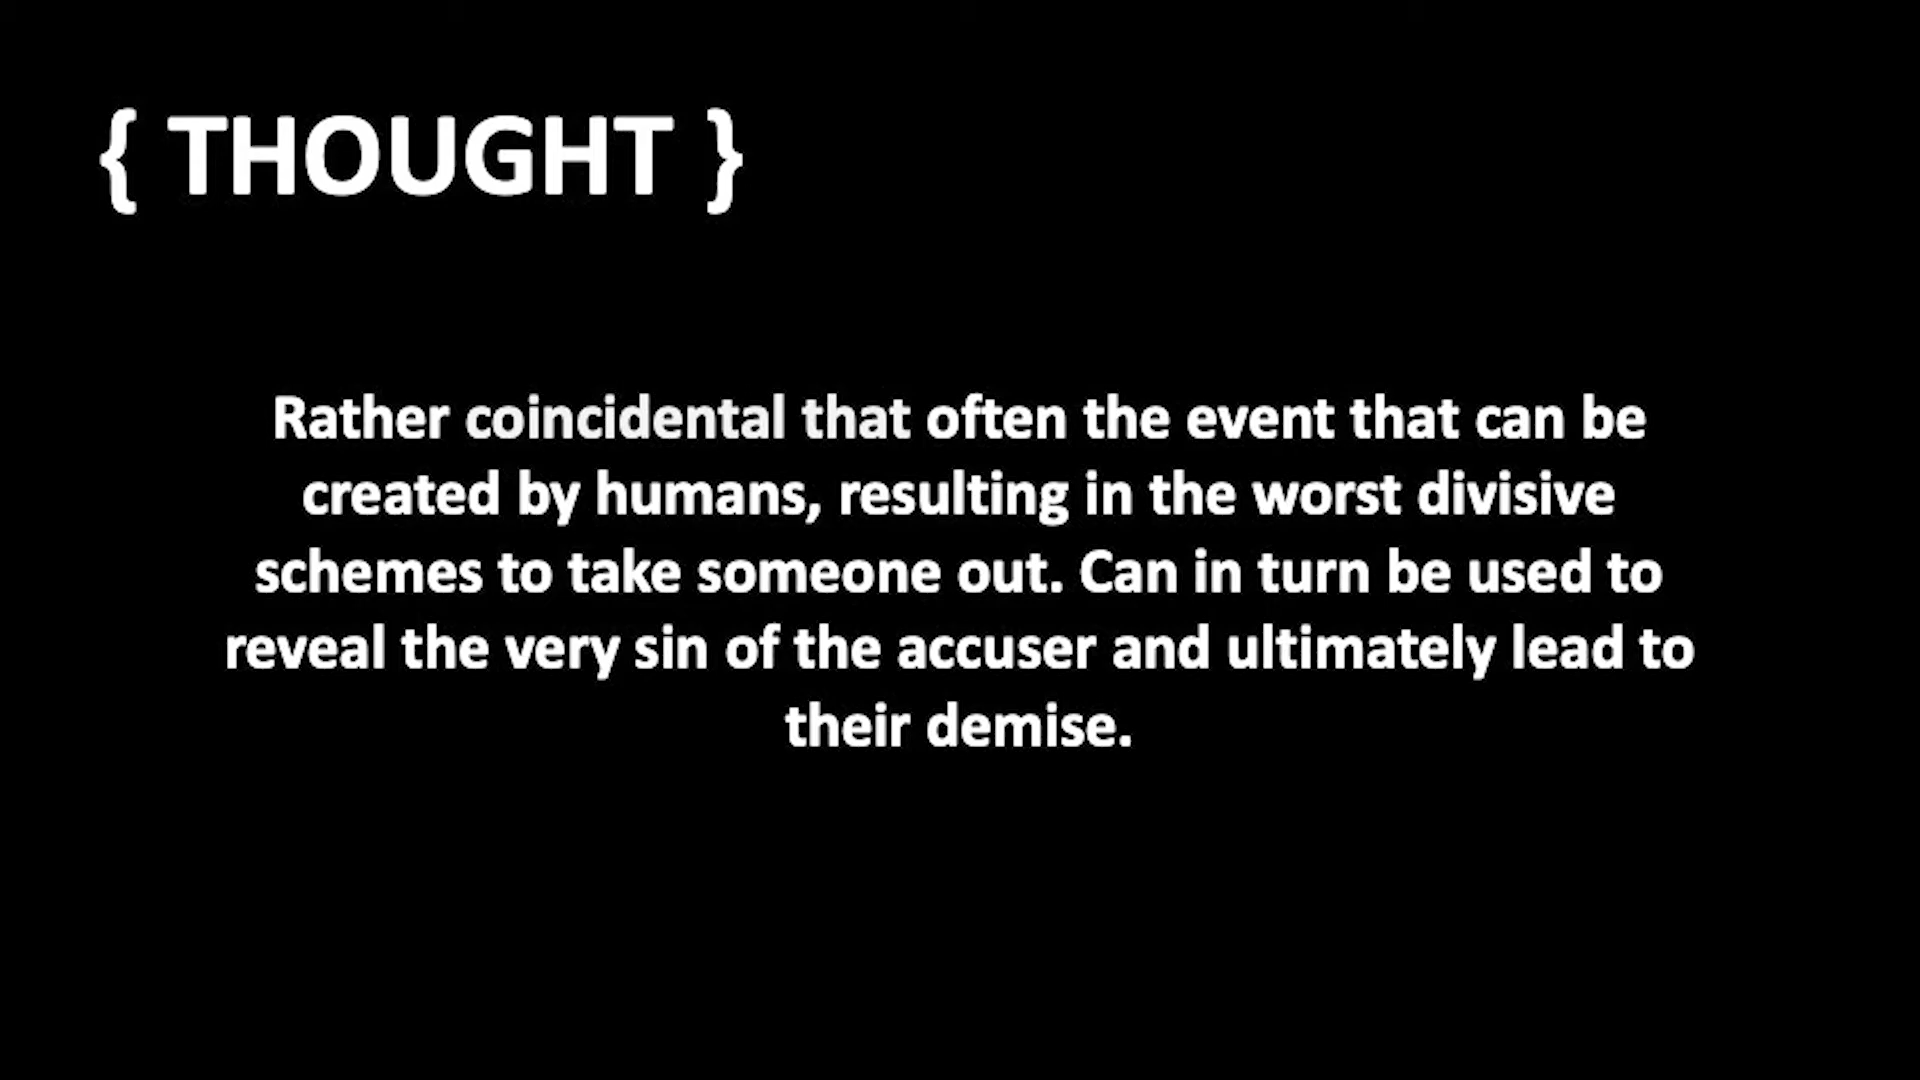 { THOUGHT }
Rather coincidental that often the event that can be
created by humans, resulting in the worst divisive
schemes to take someone out. Can in turn be used to
reveal the very sin of the accuser and ultimately lead to
their demise.